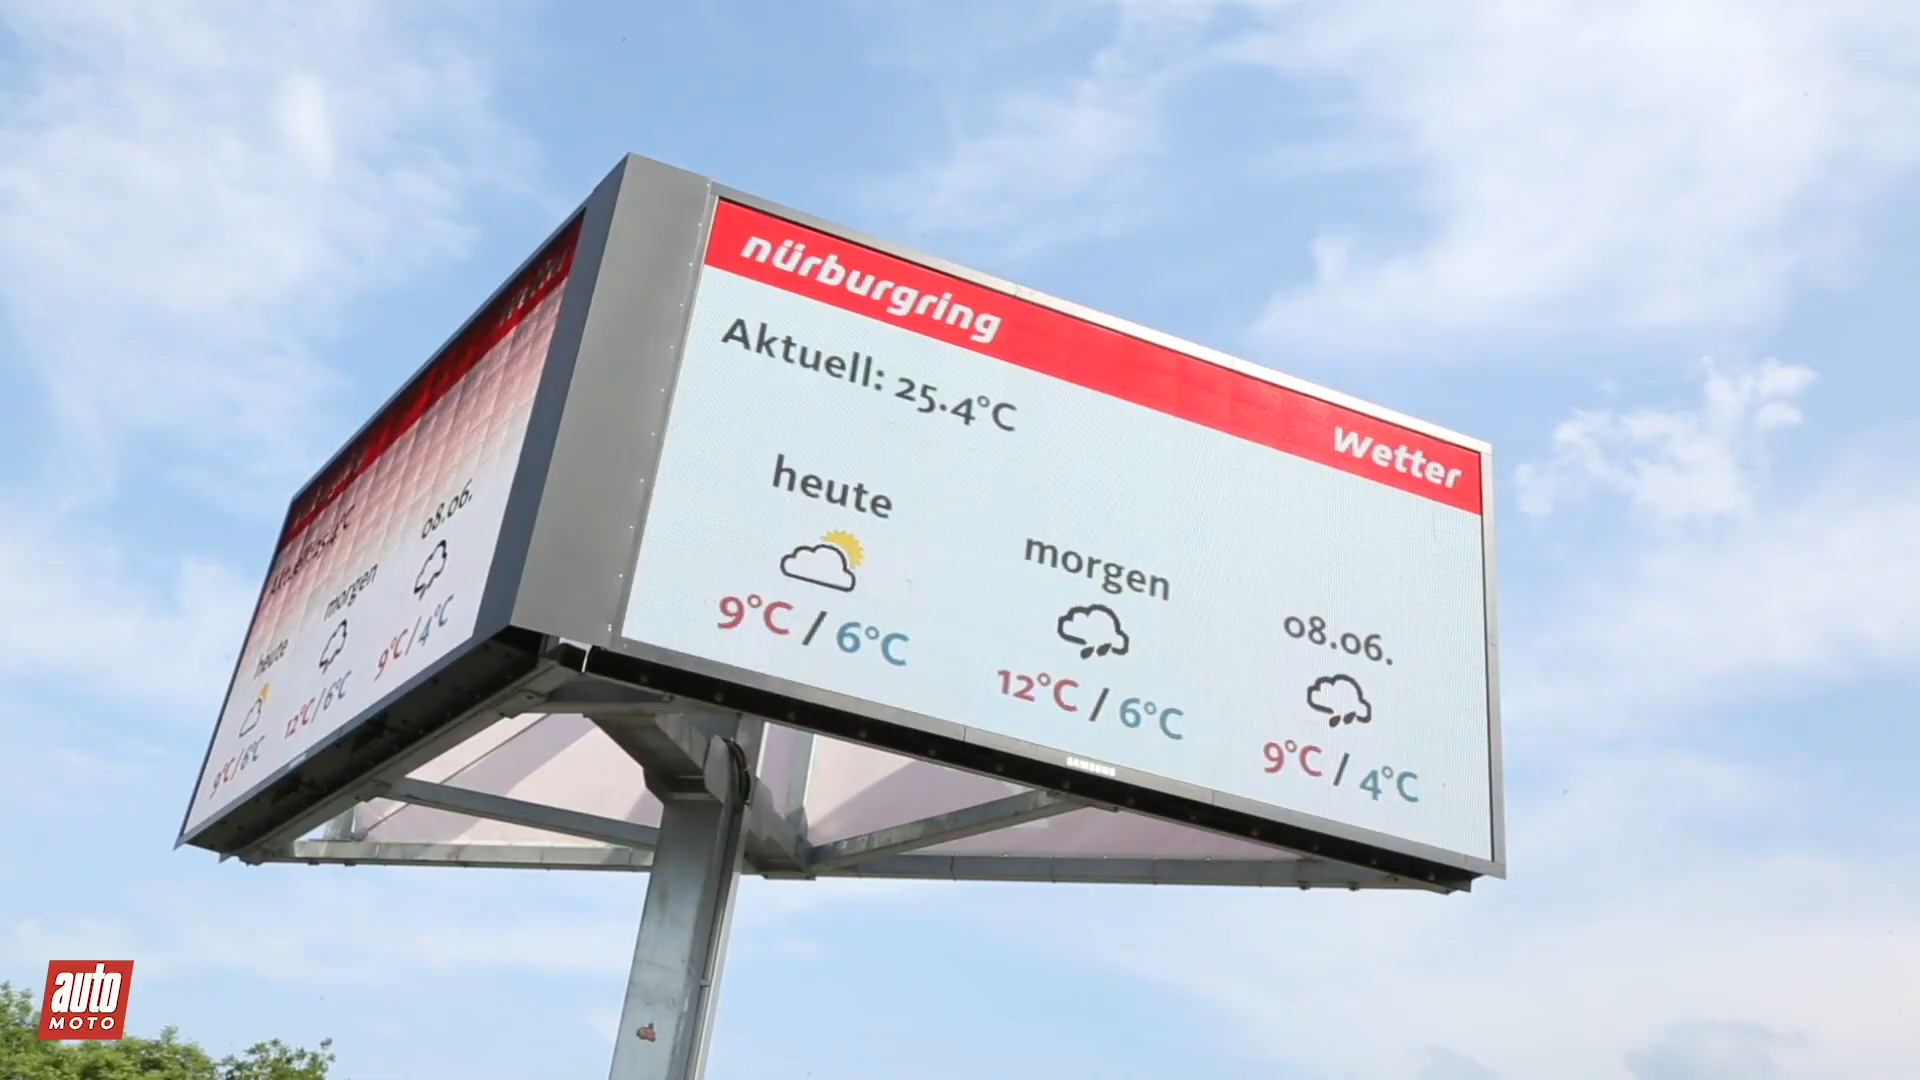 nürburgring
Wetter
Aktuell: 25.4°C
heute
morgen
08.06.
9°C / 6°C
12°C / 6°C
9°C / 4°C
SAMSUNG
08.06.
morgen
heute
9°C / 4°C
12°C / 6°C
9°C / 6°C
auto
MOTO